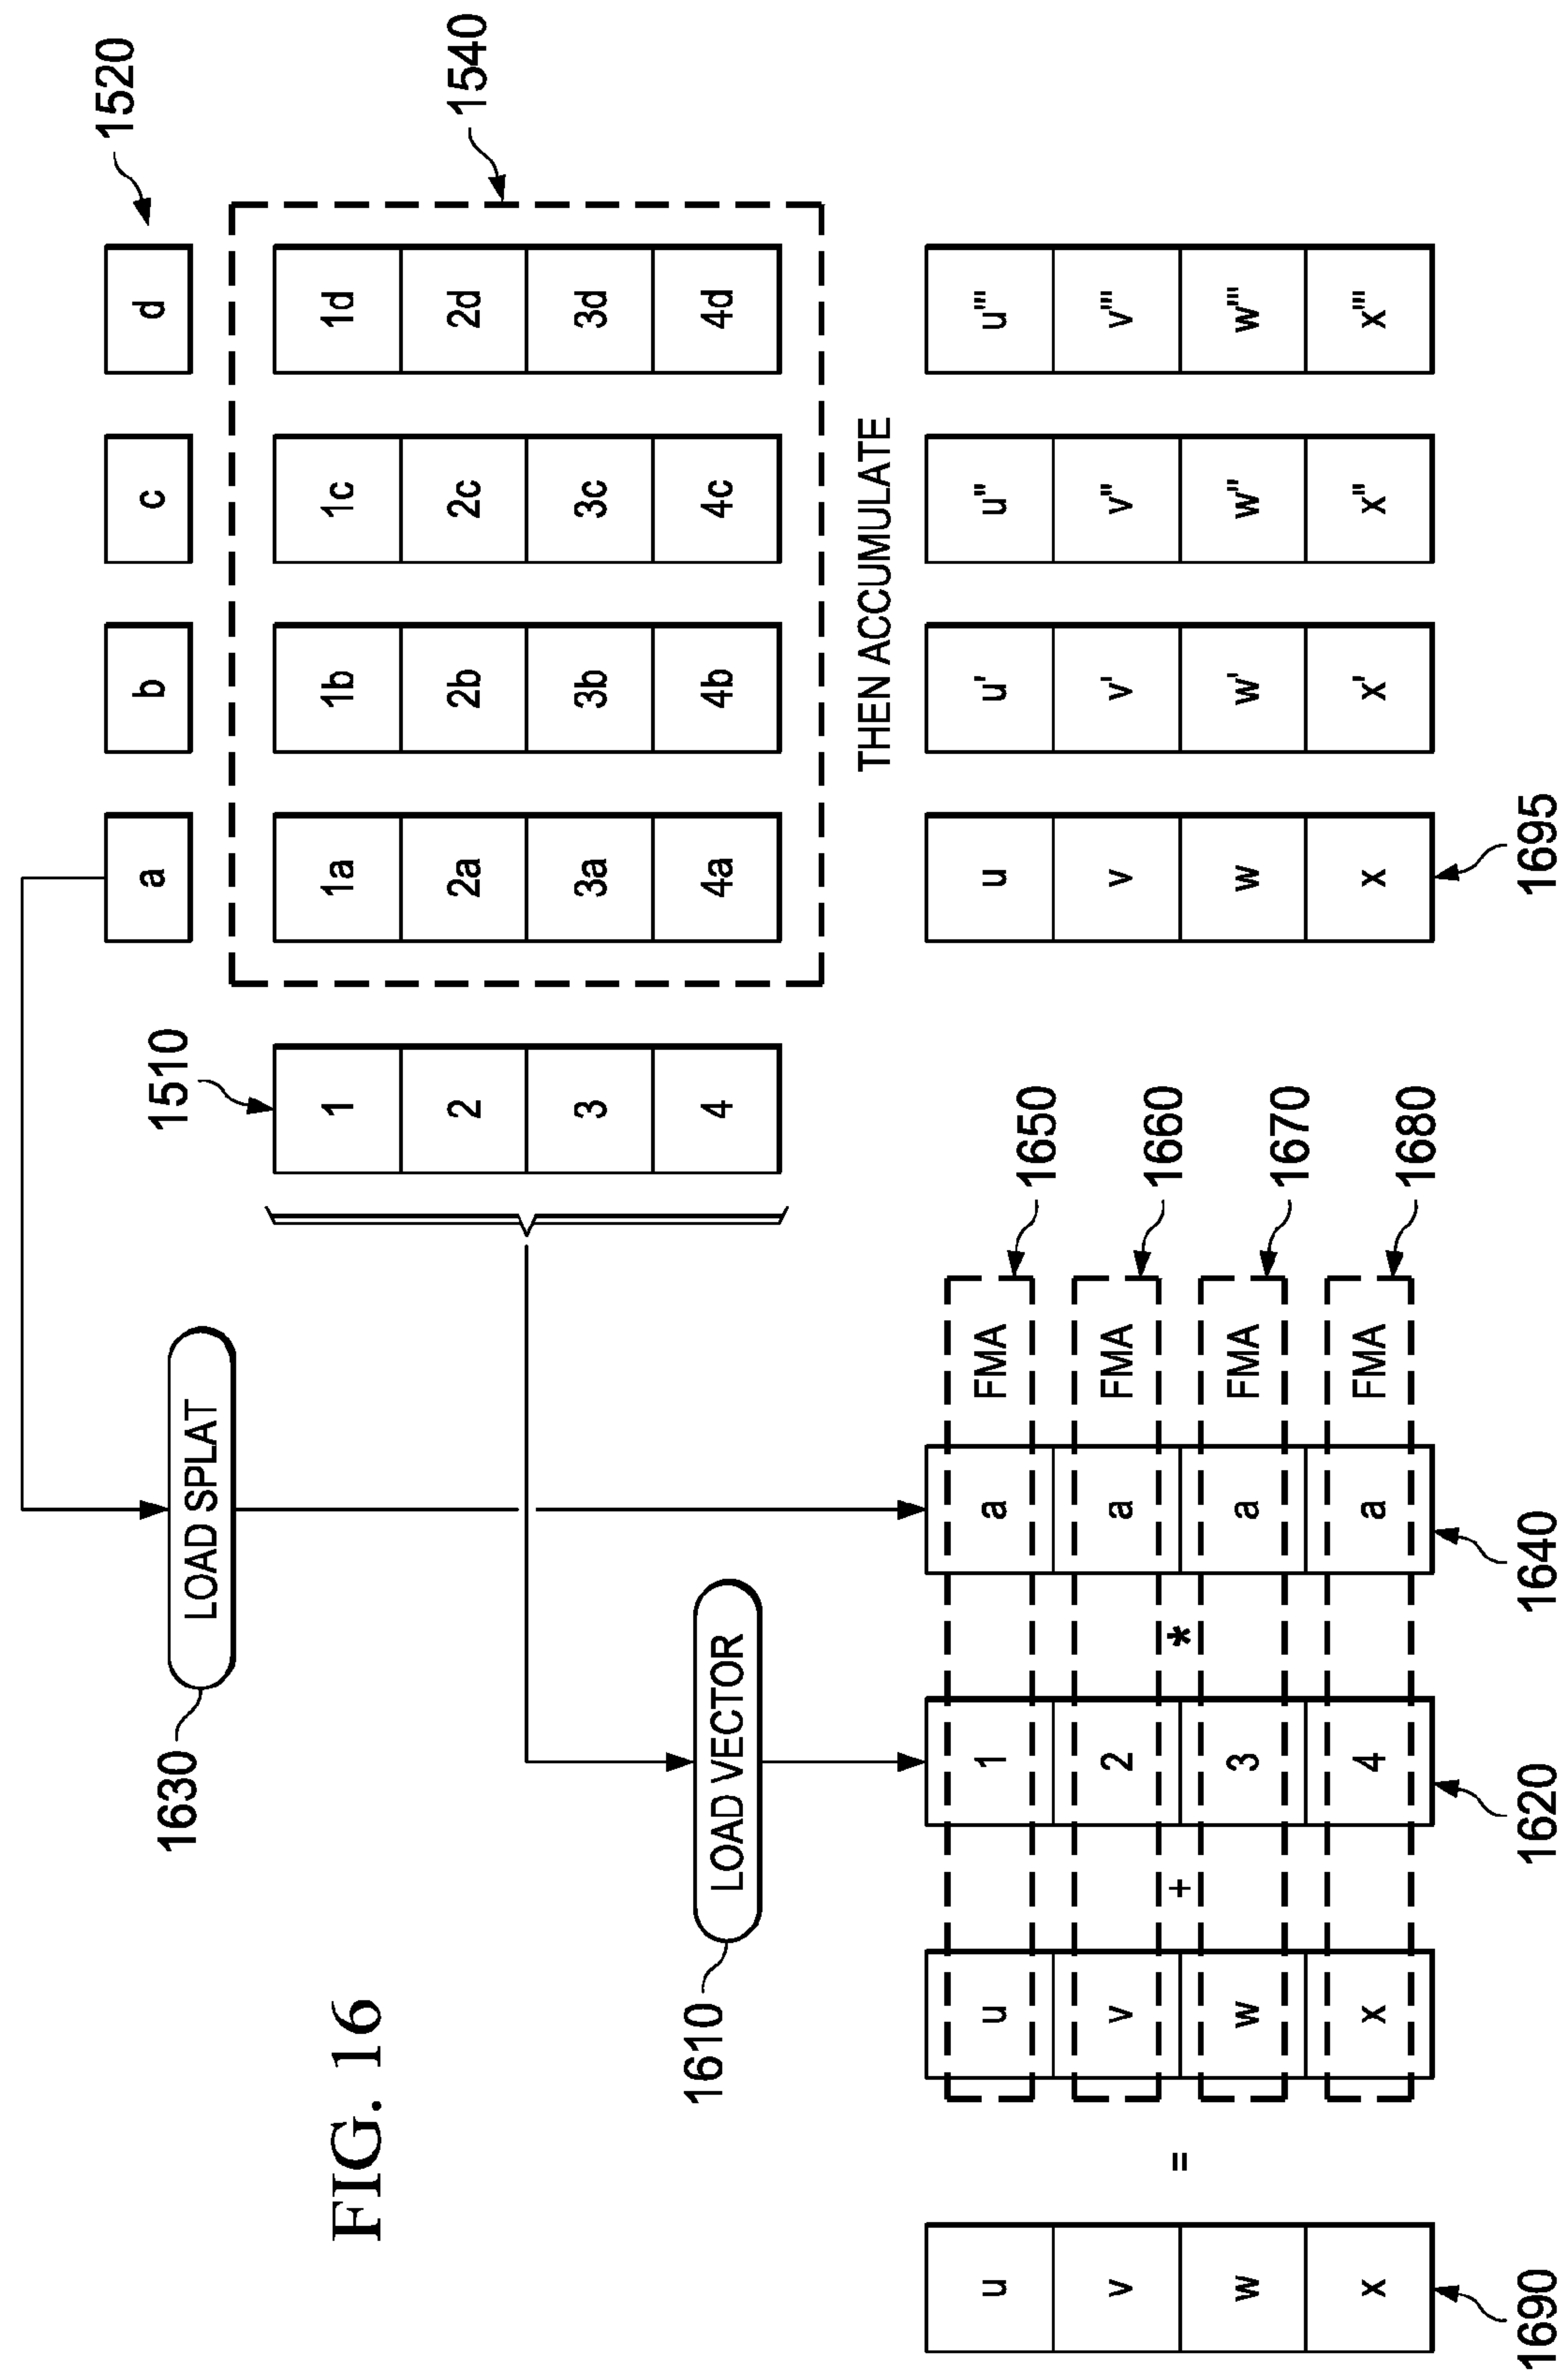 FIG. 16
1630
LOAD SPLAT
1520
a b c d
1510
1540
1 1a 1b 1c 1d
2 2a 2b 2c 2d
3 3a 3b 3c 3d
4 4a 4b 4c 4d
1610
LOAD VECTOR
THEN ACCUMULATE
u u 1 a FMA 1650 u u' u'' u'''
v v 2 a FMA 1660 v v' v'' v'''
= + *
w w 3 a FMA 1670 w w' w'' w'''
x x 4 a FMA 1680 x x' x'' x'''
1690 1620 1640 1695